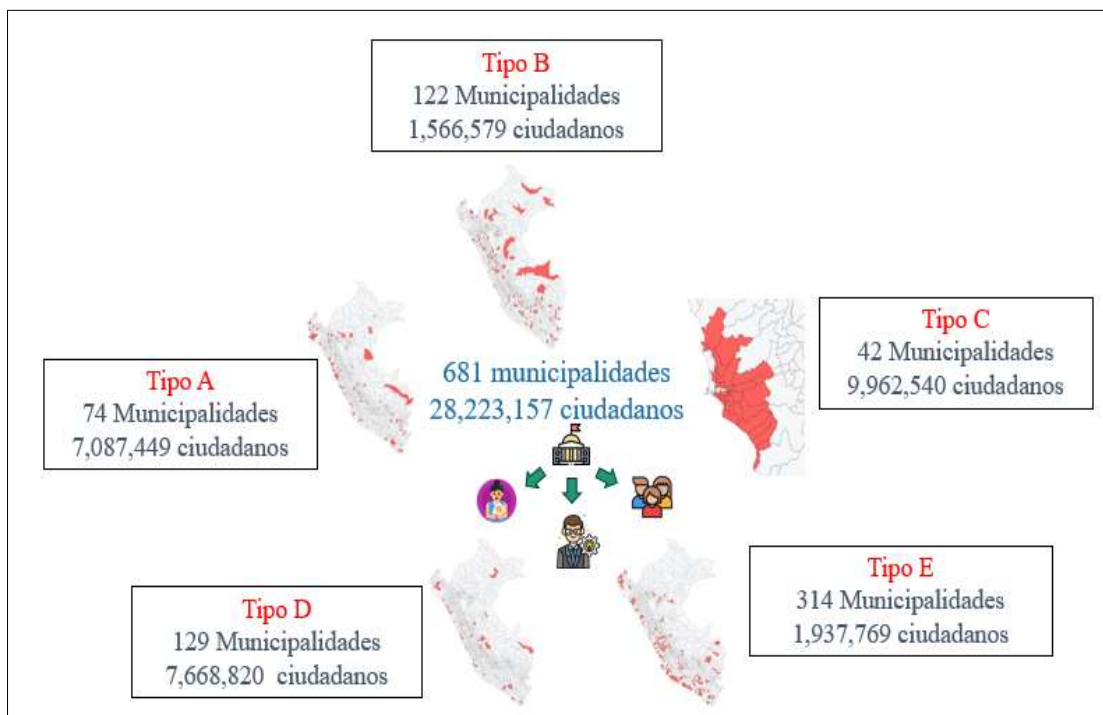 Tipo B
122 Municipalidades
1,566,579 ciudadanos
Tipo C
42 Municipalidades
9,962,540 ciudadanos
Tipo A
74 Municipalidades
7,087,449 ciudadanos
681 municipalidades
28,223,157 ciudadanos
Tipo D
129 Municipalidades
7,668,820 ciudadanos
Tipo E
314 Municipalidades
1,937,769 ciudadanos